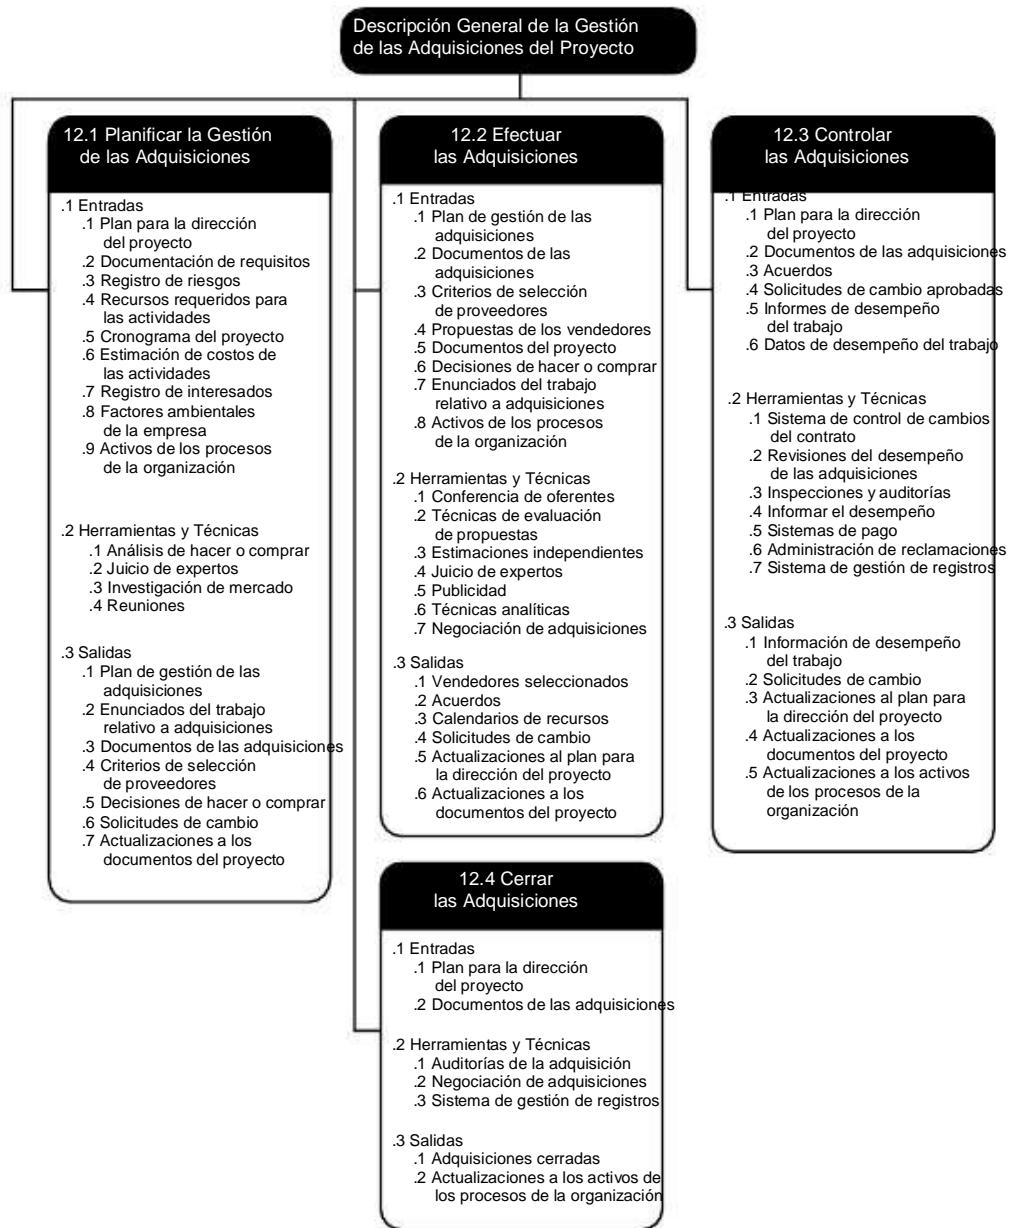 Descripción General de la Gestión
de las Adquisiciones del Proyecto
12.1 Planificar la Gestión
de las Adquisiciones
.1 Entradas
.1 Plan para la dirección
del proyecto
.2 Documentación de requisitos
.3 Registro de riesgos
.4 Recursos requeridos para
las actividades
.5 Cronograma del proyecto
.6 Estimación de costos de
las actividades
.7 Registro de interesados
.8 Factores ambientales
de la empresa
.9 Activos de los procesos
de la organización
.2 Herramientas y Técnicas
.1 Análisis de hacer o comprar
.2 Juicio de expertos
.3 Investigación de mercado
.4 Reuniones
.3 Salidas
.1 Plan de gestión de las
adquisiciones
.2 Enunciados del trabajo
relativo a adquisiciones
.3 Documentos de las adquisiciones
.4 Criterios de selección
de proveedores
.5 Decisiones de hacer o comprar
.6 Solicitudes de cambio
.7 Actualizaciones a los
documentos del proyecto
12.2 Efectuar
las Adquisiciones
.1 Entradas
.1 Plan de gestión de las
adquisiciones
.2 Documentos de las
adquisiciones
.3 Criterios de selección
de proveedores
.4 Propuestas de los vendedores
.5 Documentos del proyecto
.6 Decisiones de hacer o comprar
.7 Enunciados del trabajo
relativo a adquisiciones
.8 Activos de los procesos
de la organización
.2 Herramientas y Técnicas
.1 Conferencia de oferentes
.2 Técnicas de evaluación
de propuestas
.3 Estimaciones independientes
.4 Juicio de expertos
.5 Publicidad
.6 Técnicas analíticas
.7 Negociación de adquisiciones
.3 Salidas
.1 Vendedores seleccionados
.2 Acuerdos
.3 Calendarios de recursos
.4 Solicitudes de cambio
.5 Actualizaciones al plan para
la dirección del proyecto
.6 Actualizaciones a los
documentos del proyecto
12.3 Controlar
las Adquisiciones
.1 Entradas
.1 Plan para la dirección
del proyecto
.2 Documentos de las adquisiciones
.3 Acuerdos
.4 Solicitudes de cambio aprobadas
.5 Informes de desempeño
del trabajo
.6 Datos de desempeño del trabajo
.2 Herramientas y Técnicas
.1 Sistema de control de cambios
del contrato
.2 Revisiones del desempeño
de las adquisiciones
.3 Inspecciones y auditorías
.4 Informar el desempeño
.5 Sistemas de pago
.6 Administración de reclamaciones
.7 Sistema de gestión de registros
.3 Salidas
.1 Información de desempeño
del trabajo
.2 Solicitudes de cambio
.3 Actualizaciones al plan para
la dirección del proyecto
.4 Actualizaciones a los
documentos del proyecto
.5 Actualizaciones a los activos
de los procesos de la
organización
12.4 Cerrar
las Adquisiciones
.1 Entradas
.1 Plan para la dirección
del proyecto
.2 Documentos de las adquisiciones
.2 Herramientas y Técnicas
.1 Auditorías de la adquisición
.2 Negociación de adquisiciones
.3 Sistema de gestión de registros
.3 Salidas
.1 Adquisiciones cerradas
.2 Actualizaciones a los activos de
los procesos de la organización